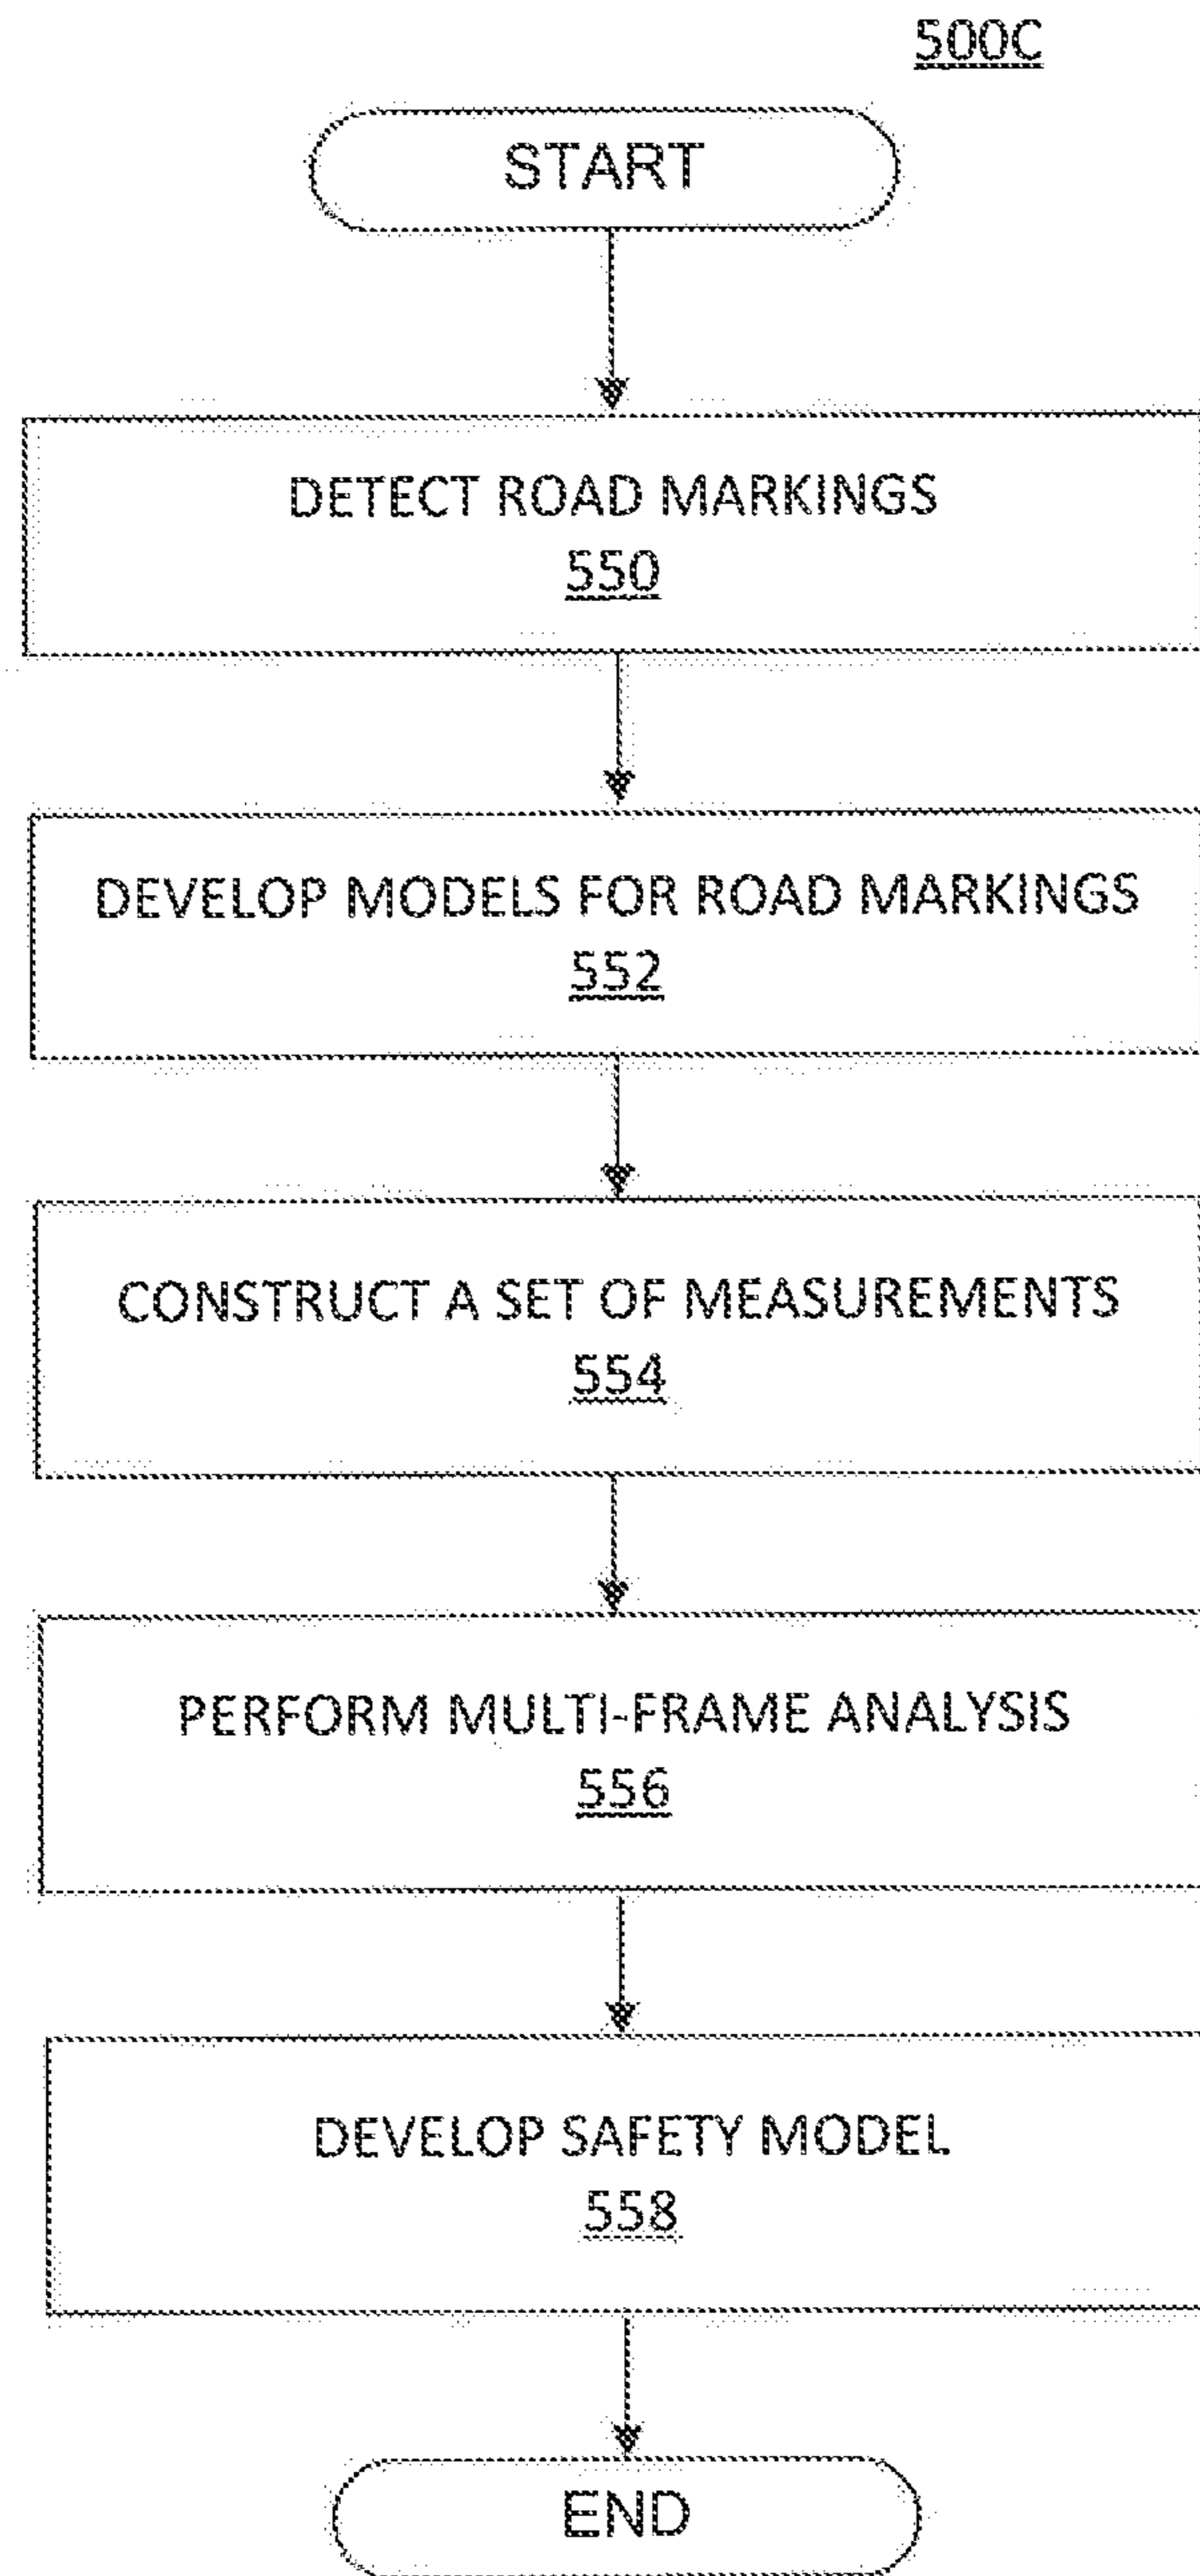 500C
START
DETECT ROAD MARKINGS
550
DEVELOP MODELS FOR ROAD MARKINGS
552
CONSTRUCT A SET OF MEASUREMENTS
554
PERFORM MULTI-FRAME ANALYSIS
556
DEVELOP SAFETY MODEL
558
END